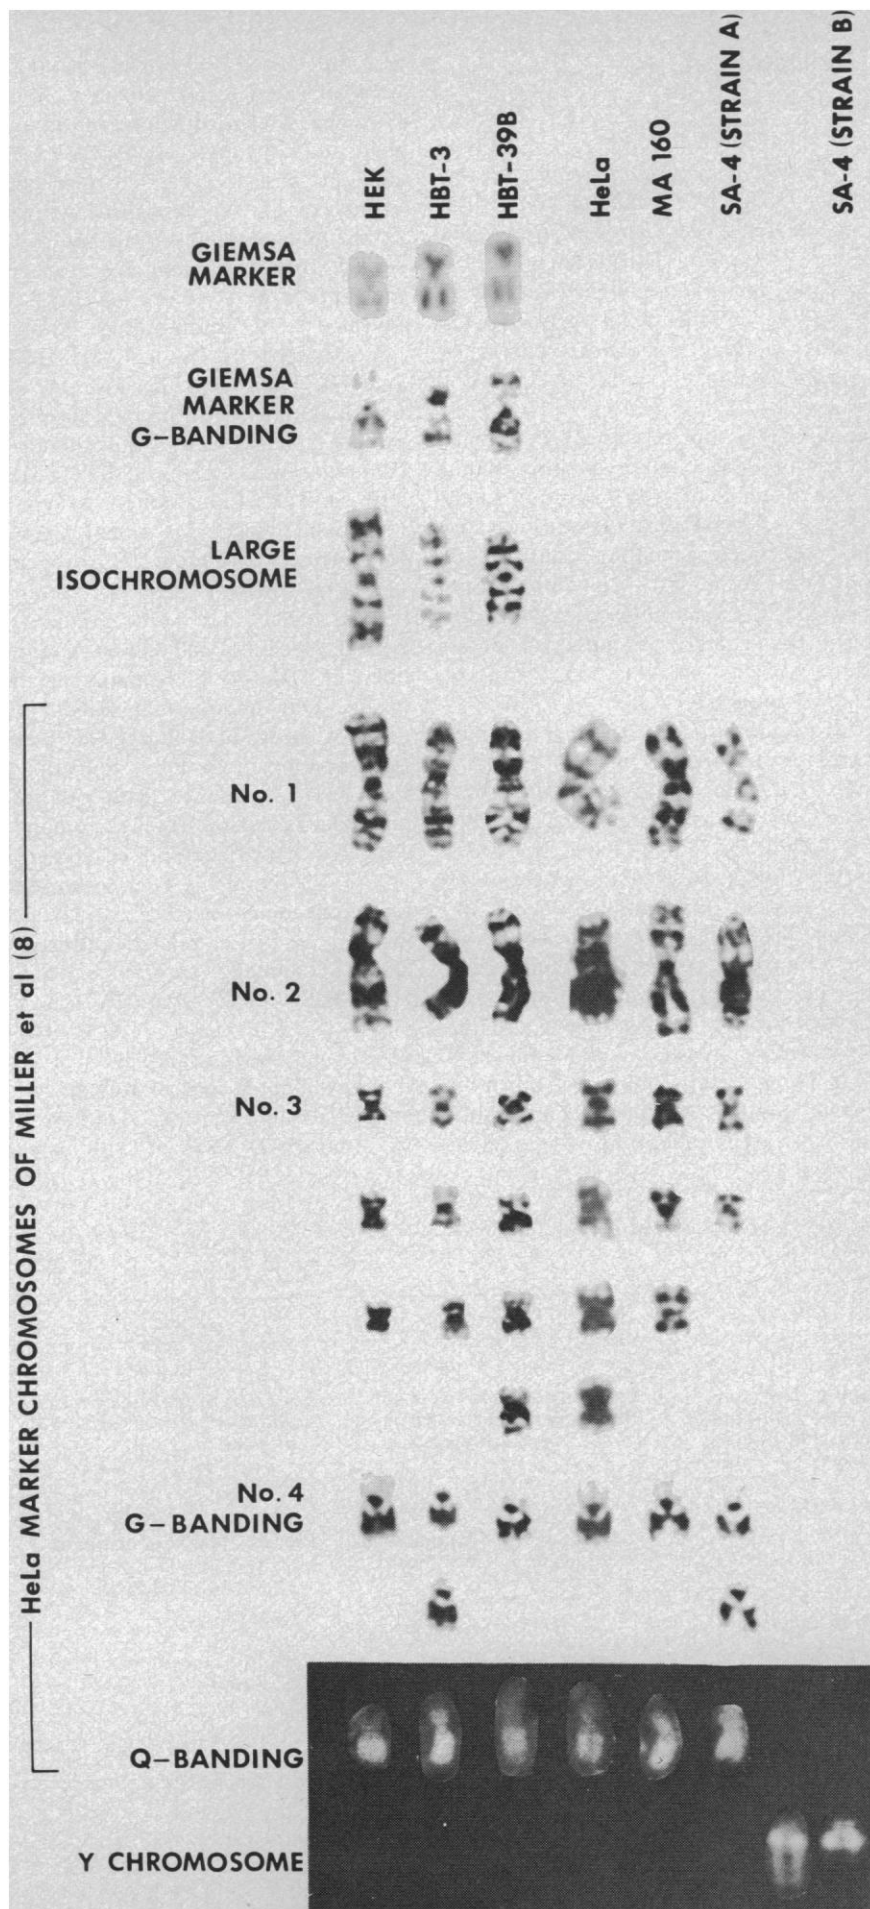 HEK
HBT-3
HBT-39B
HeLa
MA 160
SA-4 (STRAIN A)
SA-4 (STRAIN B)
GIEMSA
MARKER
GIEMSA
MARKER
G-BANDING
LARGE
ISOCHROMOSOME
HeLa MARKER CHROMOSOMES OF MILLER et al (8)
No. 1
No. 2
No. 3
No. 4
G-BANDING
Q-BANDING
Y CHROMOSOME